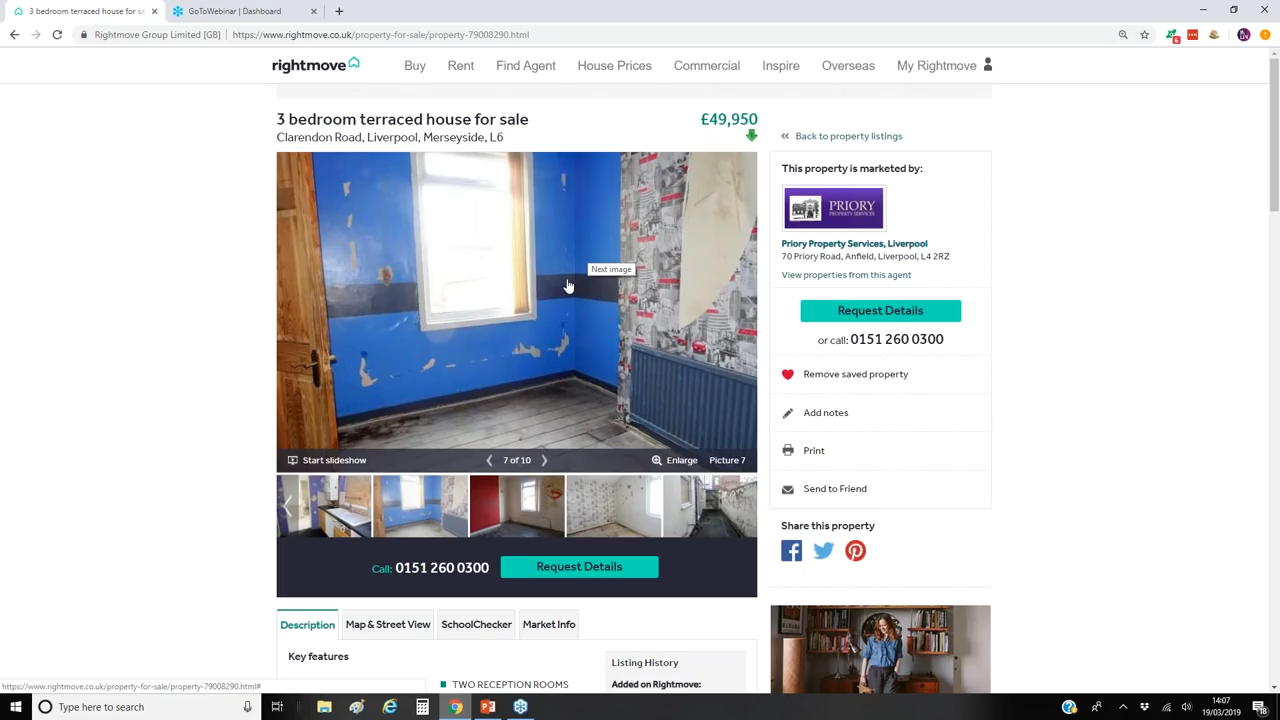 3 bedroom terraced house for sa
GoToWebinar | Dashboard
Rightmove Group Limited [GB] | https://www.rightmove.co.uk/property-for-sale/property-79008290.html
6
rightmove
Buy
Rent
Find Agent
House Prices
Commercial
Inspire
Overseas
My Rightmove
3 bedroom terraced house for sale
£49,950
Clarendon Road, Liverpool, Merseyside, L6
Next image
Start slideshow
7 of 10
Enlarge
Picture 7
Call: 0151 260 0300
Request Details
Description
Map & Street View
SchoolChecker
Market Info
Key features
TWO RECEPTION ROOMS
Listing History
Added on Rightmove:
« Back to property listings
This property is marketed by:
PRIORY
PROPERTY SERVICES
Priory Property Services, Liverpool
70 Priory Road, Anfield, Liverpool, L4 2RZ
View properties from this agent
Request Details
or call: 0151 260 0300
Remove saved property
Add notes
Print
Send to Friend
Share this property
https://www.rightmove.co.uk/property-for-sale/property-79008290.html#
Type here to search
14:07
19/03/2019
18